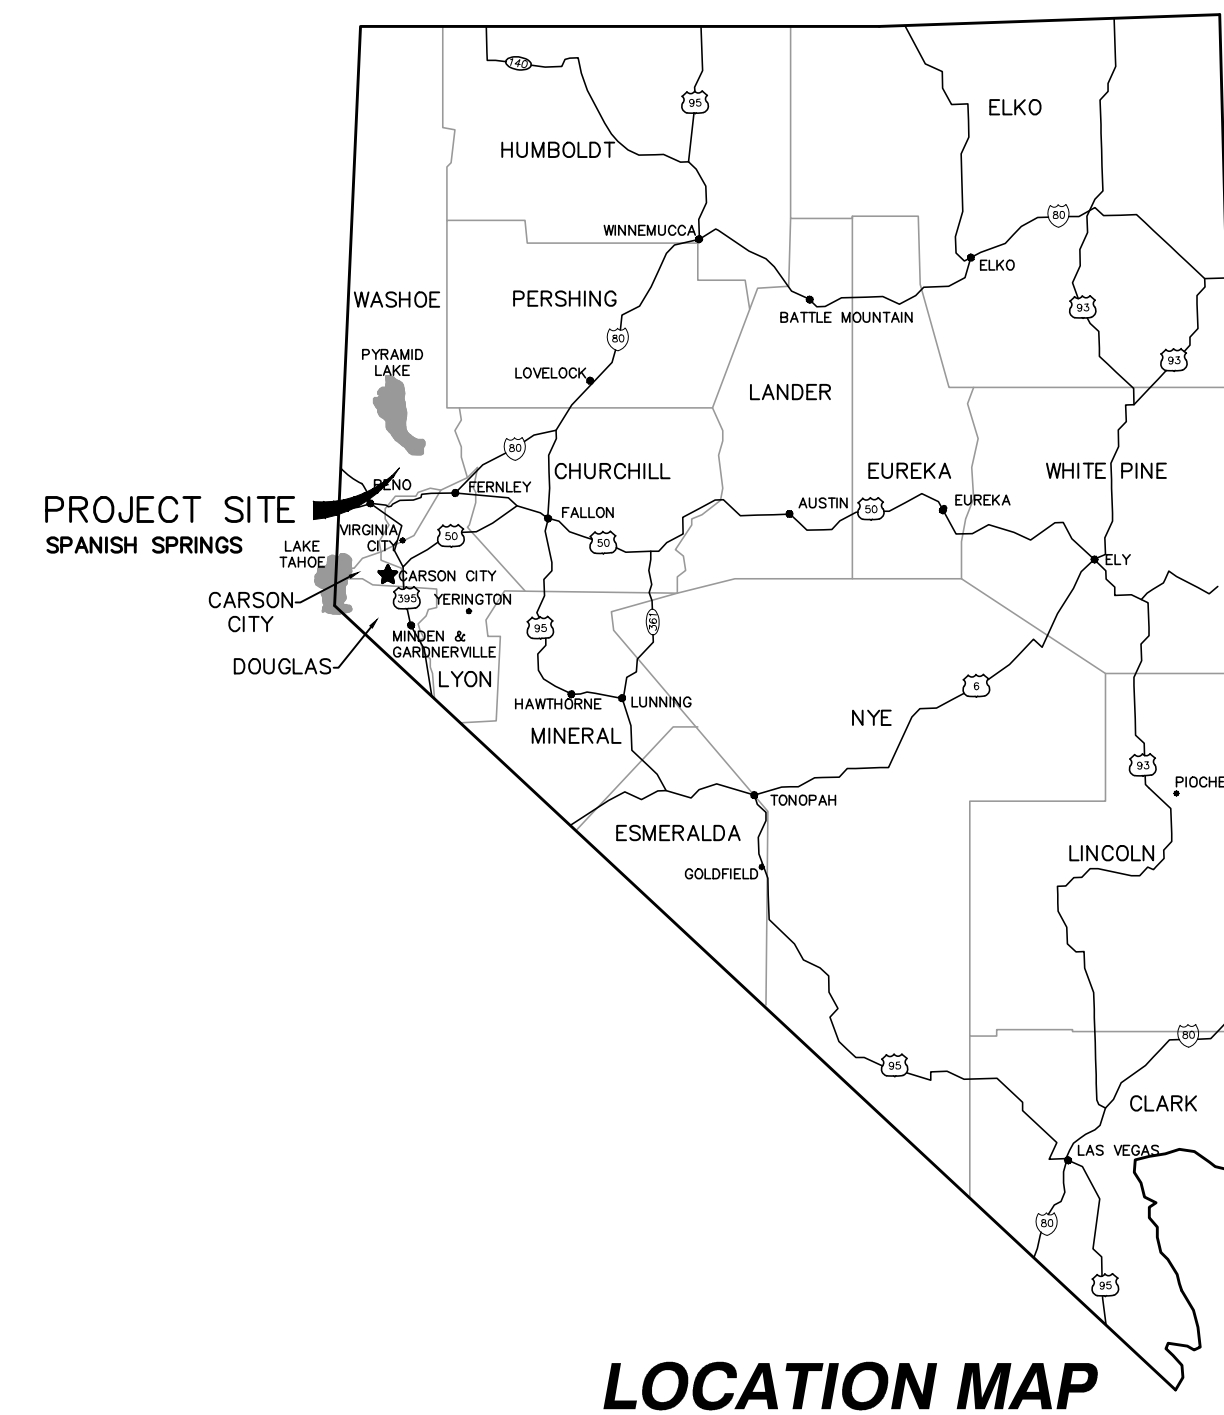 140
95
ELKO
HUMBOLDT
80
WINNEMUCCA
ELKO
WASHOE
PERSHING
93
BATTLE MOUNTAIN
80
93
PYRAMID
LAKE
LOVELOCK
LANDER
80
CHURCHILL
EUREKA
WHITE PINE
RENO
FERNLEY
PROJECT SITE
SPANISH SPRINGS
FALLON
AUSTIN
50
EUREKA
VIRGINIA
CITY
50
50
LAKE
TAHOE
ELY
CARSON CITY
CARSON
CITY
395
YERINGTON
95
361
MINDEN &
GARDNERVILLE
DOUGLAS
LYON
6
HAWTHORNE
LUNNING
NYE
MINERAL
93
PIOCHE
TONOPAH
ESMERALDA
LINCOLN
GOLDFIELD
80
95
CLARK
LAS VEGAS
80
95
LOCATION MAP